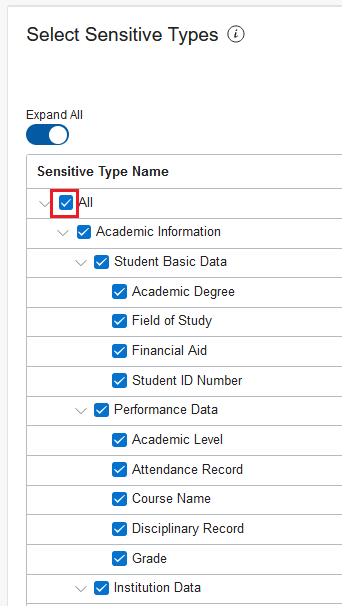 Select Sensitive Types
Expand All
Sensitive Type Name
All
Academic Information
Student Basic Data
Academic Degree
Field of Study
Financial Aid
Student ID Number
Performance Data
Academic Level
Attendance Record
Course Name
Disciplinary Record
Grade
Institution Data